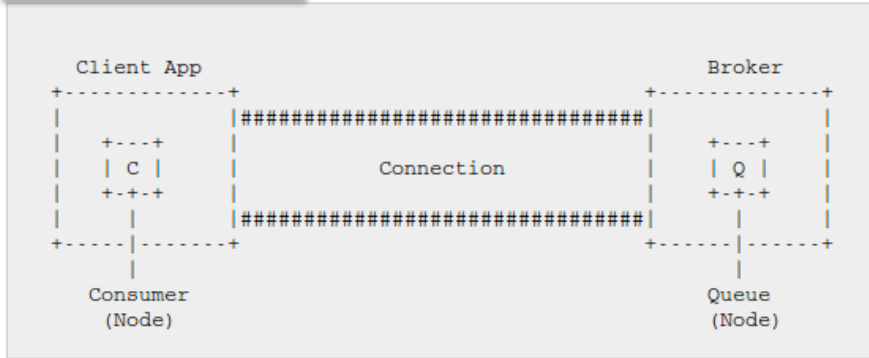 Client App Broker
C Connection Q
Consumer Queue
(Node) (Node)